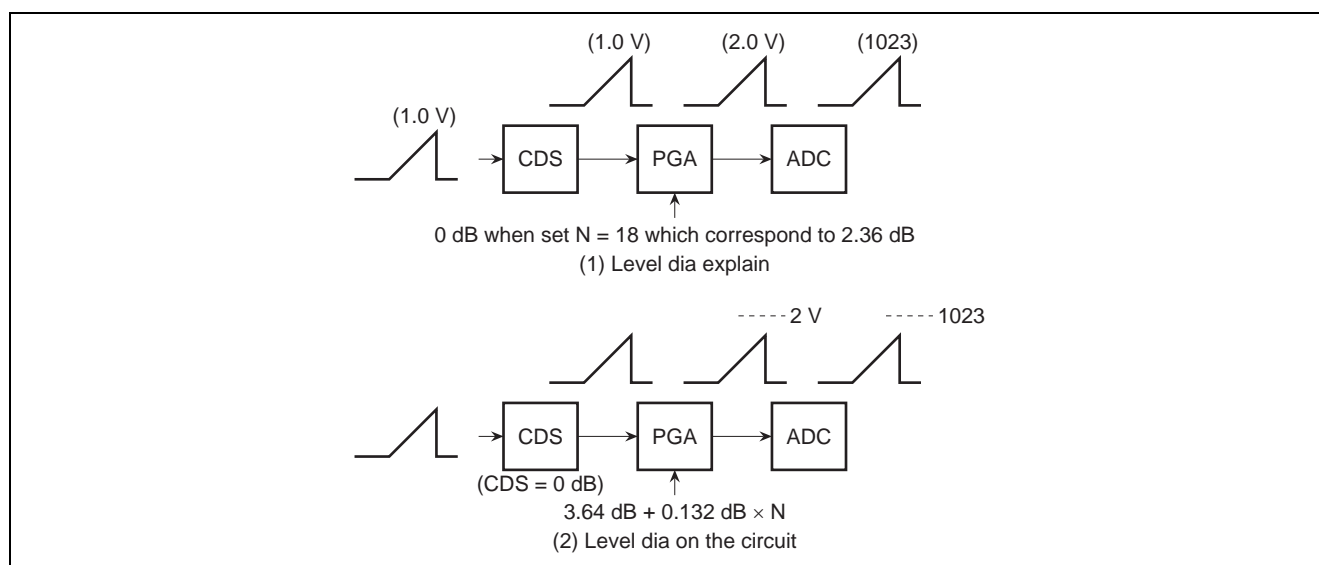 (1.0 V) (2.0 V) (1023)
(1.0 V)
CDS PGA ADC
0 dB when set N = 18 which correspond to 2.36 dB
(1) Level dia explain
2 V 1023
CDS PGA ADC
(CDS = 0 dB)
3.64 dB + 0.132 dB × N
(2) Level dia on the circuit